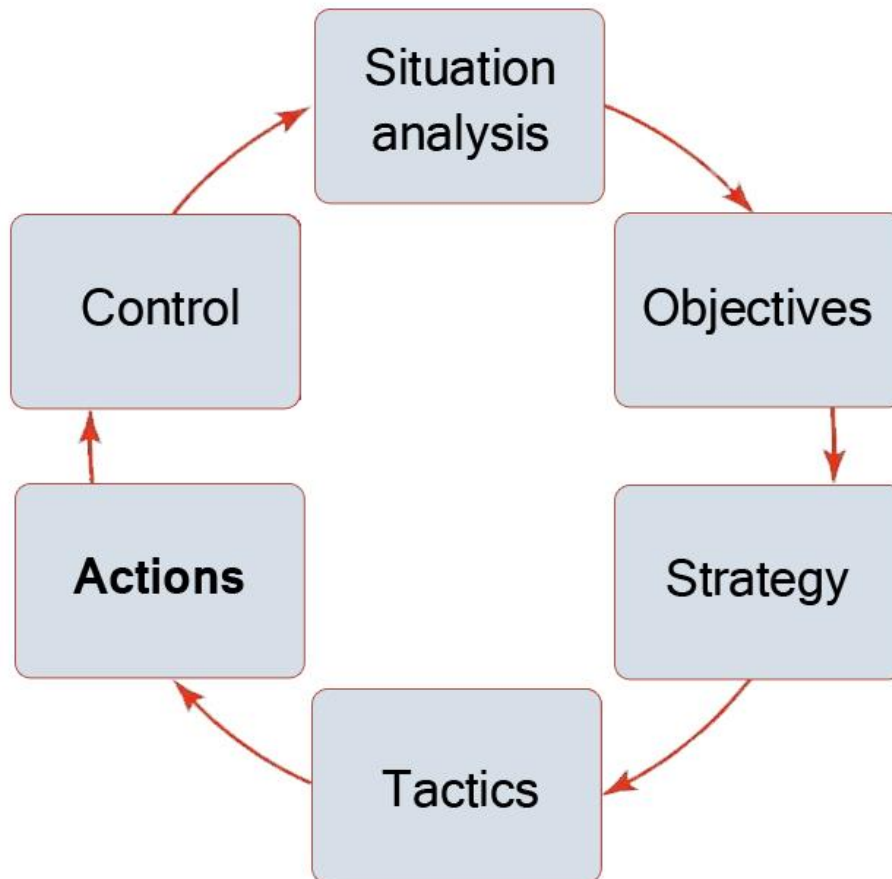 Situation
analysis
Objectives
Strategy
Tactics
Actions
Control